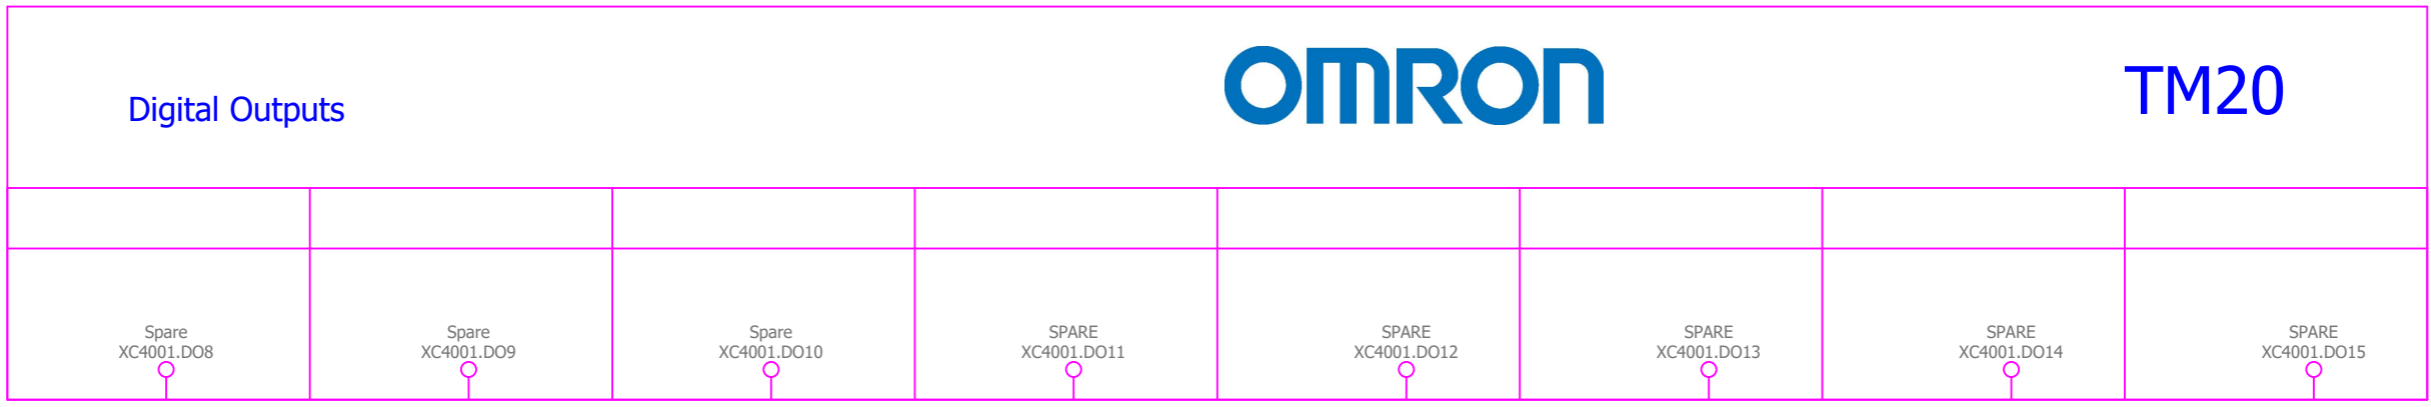 Digital Outputs
OMRON
TM20
Spare
XC4001.DO8
Spare
XC4001.DO9
Spare
XC4001.DO10
SPARE
XC4001.DO11
SPARE
XC4001.DO12
SPARE
XC4001.DO13
SPARE
XC4001.DO14
SPARE
XC4001.DO15